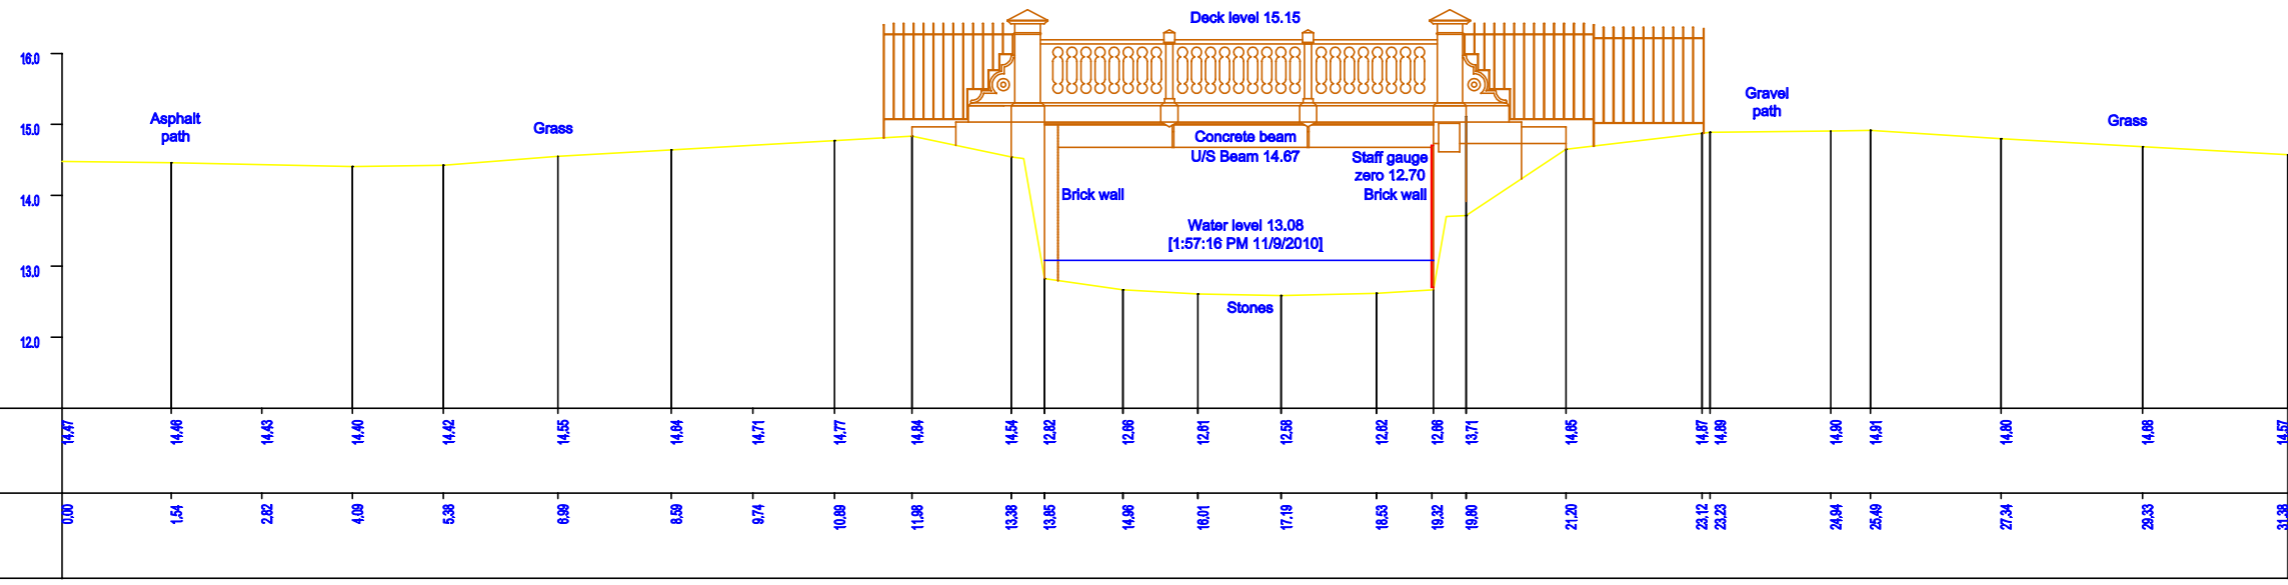 Deck level 15.15
16.0
15.0
14.0
13.0
12.0
Asphalt
path
Grass
Concrete beam
U/S Beam 14.67
Staff gauge
zero 12.70
Brick wall
Brick wall
Water level 13.08
[1:57:16 PM 11/9/2010]
Stones
Gravel
path
Grass
14.47 14.46 14.43 14.40 14.42 14.55 14.64 14.71 14.77 14.84 14.54 12.82 12.66 12.61 12.58 12.62 12.66 13.71 14.65 14.87 14.89 14.90 14.91 14.80 14.68 14.57
0.00 1.54 2.82 4.09 5.38 6.99 8.59 9.74 10.89 11.98 13.38 13.85 14.96 16.01 17.19 18.53 19.32 19.80 21.20 23.12 23.23 24.94 25.49 27.34 29.33 31.38